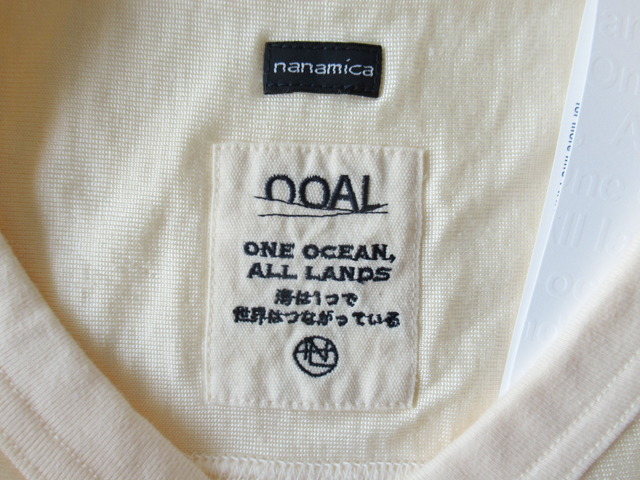 nanamica
OOAL
ONE OCEAN,
ALL LANDS
海は1つで
世界はつながっている